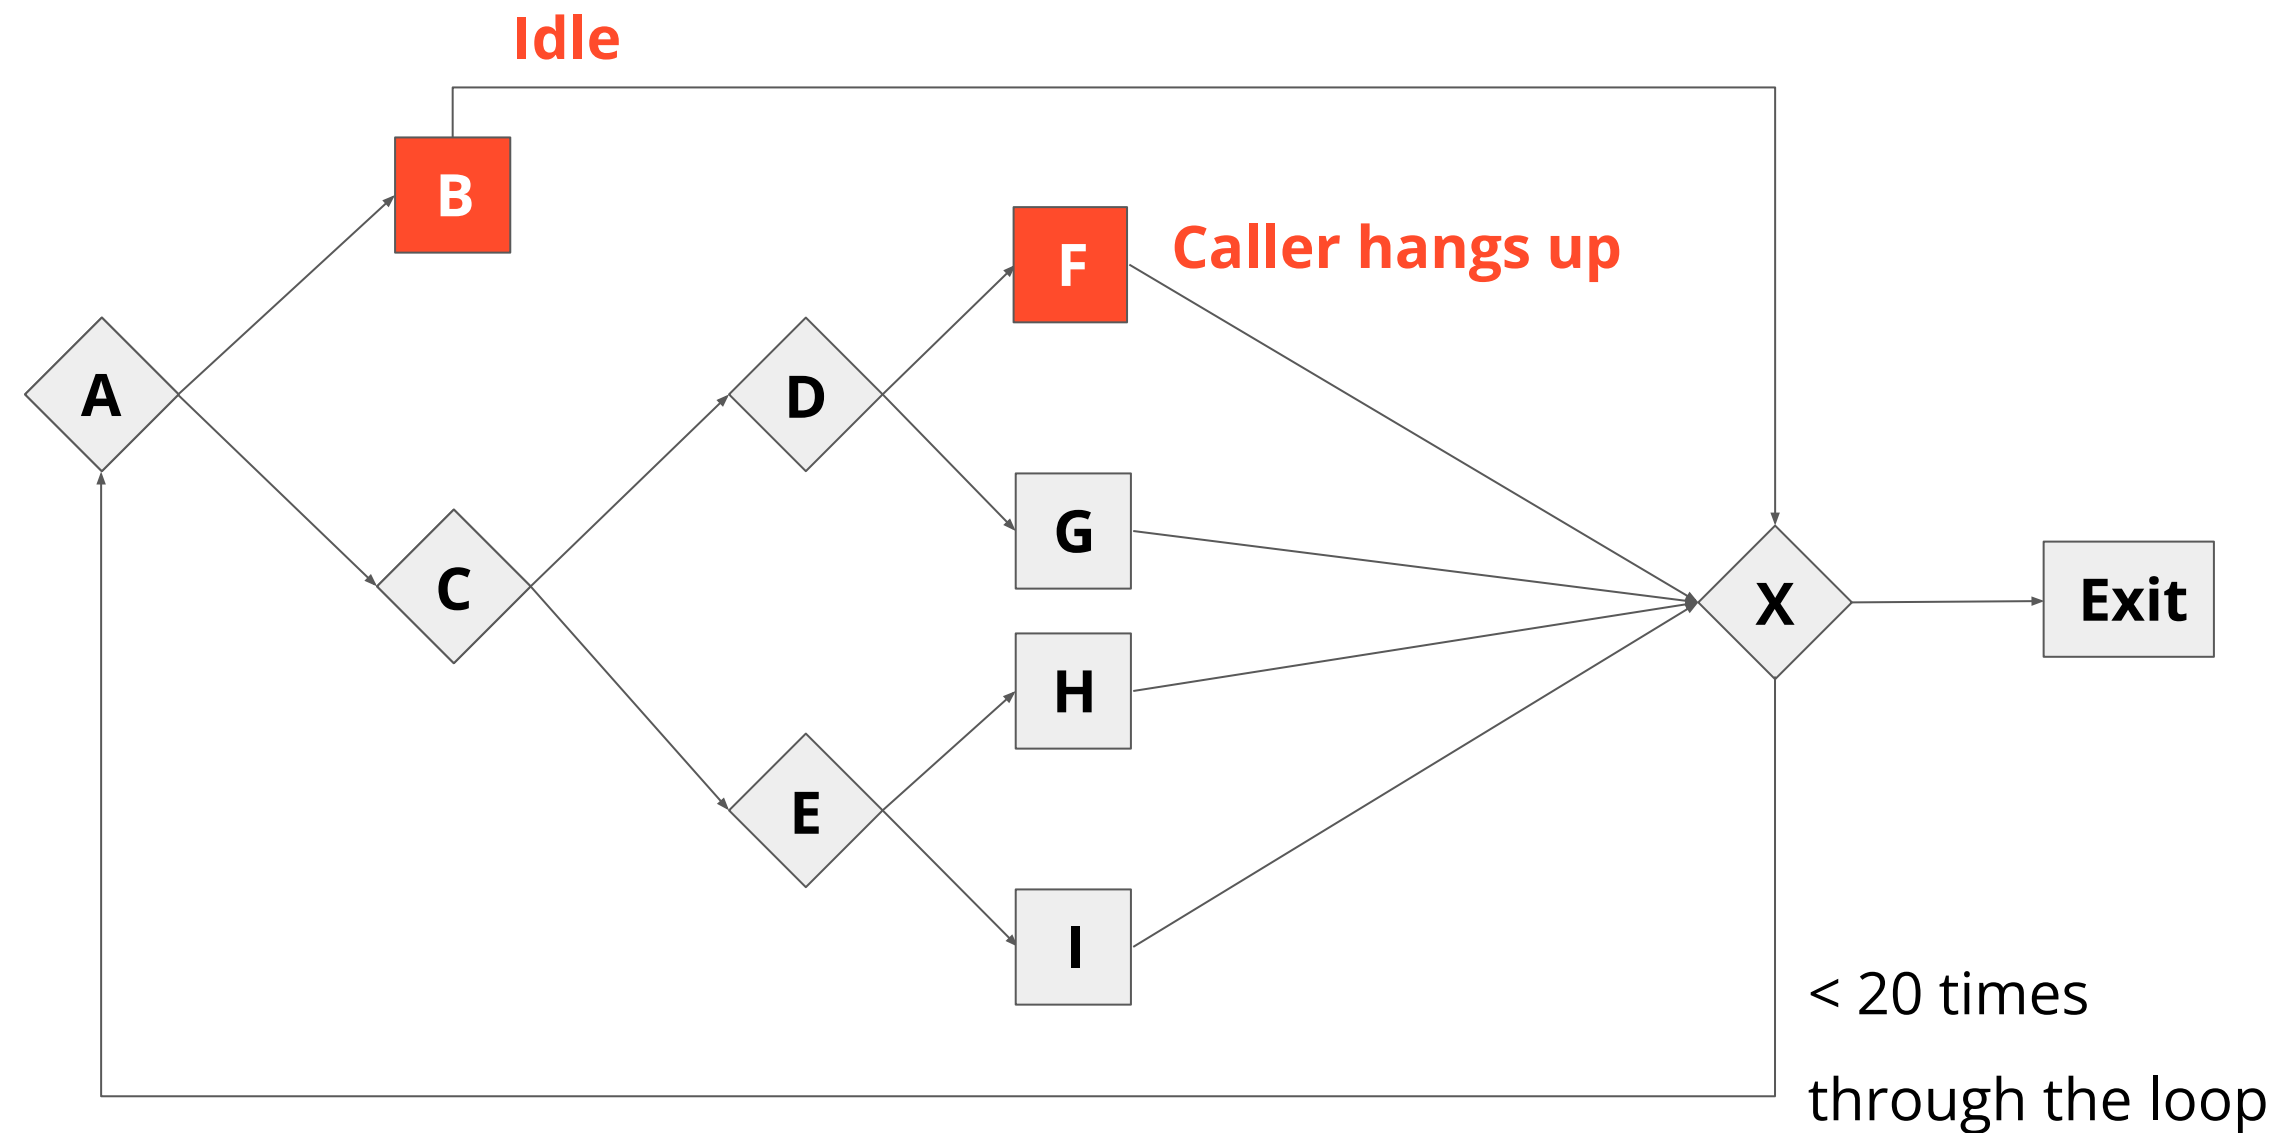 Idle
B
F
Caller hangs up
A
D
G
C
X
Exit
H
E
I
< 20 times
through the loop